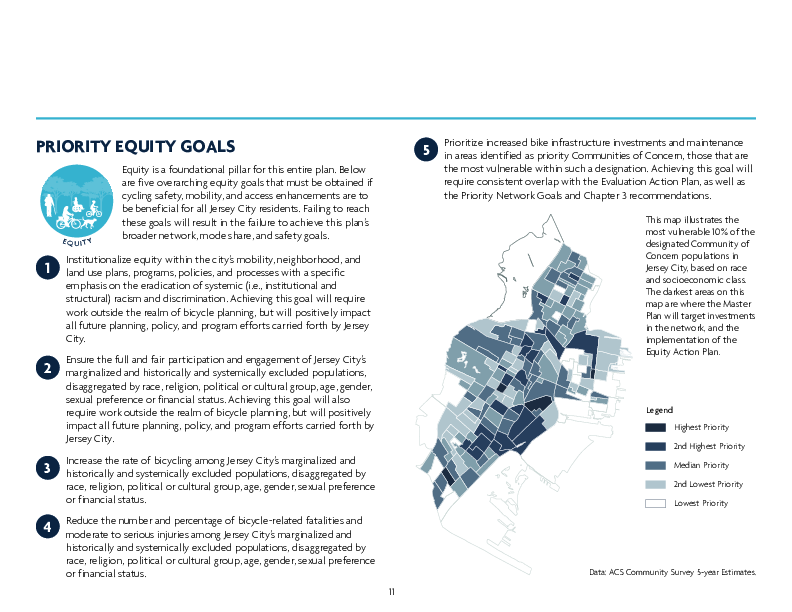 PRIORITY EQUITY GOALS
Equity is a foundational pillar for this entire plan. Below
are five overarching equity goals that must be obtained if
cycling safety, mobility, and access enhancements are to
be beneficial for all Jersey City residents. Failing to reach
these goals will result in the failure to achieve this plan's
broader network, mode share, and safety goals.
EQUITY
1
Institutionalize equity within the city's mobility, neighborhood, and
land use plans, programs, policies, and processes with a specific
emphasis on the eradication of systemic (i.e., institutional and
structural) racism and discrimination. Achieving this goal will require
work outside the realm of bicycle planning, but will positively impact
all future planning, policy, and program efforts carried forth by Jersey
City.
2
Ensure the full and fair participation and engagement of Jersey City's
marginalized and historically and systemically excluded populations,
disaggregated by race, religion, political or cultural group, age, gender,
sexual preference or financial status. Achieving this goal will also
require work outside the realm of bicycle planning, but will positively
impact all future planning, policy, and program efforts carried forth by
Jersey City.
3
Increase the rate of bicycling among Jersey City's marginalized and
historically and systemically excluded populations, disaggregated by
race, religion, political or cultural group, age, gender, sexual preference
or financial status.
4
Reduce the number and percentage of bicycle-related fatalities and
moderate to serious injuries among Jersey City's marginalized and
historically and systemically excluded populations, disaggregated by
race, religion, political or cultural group, age, gender, sexual preference
or financial status.
5
Prioritize increased bike infrastructure investments and maintenance
in areas identified as priority Communities of Concern, those that are
the most vulnerable within such a designation. Achieving this goal will
require consistent overlap with the Evaluation Action Plan, as well as
the Priority Network Goals and Chapter 3 recommendations.
This map illustrates the
most vulnerable 10% of the
designated Community of
Concern populations in
Jersey City, based on race
and socioeconomic class.
The darkest areas on this
map are where the Master
Plan will target investments
in the network, and the
implementation of the
Equity Action Plan.
Legend
Highest Priority
2nd Highest Priority
Median Priority
2nd Lowest Priority
Lowest Priority
Data: ACS Community Survey 5-year Estimates.
11